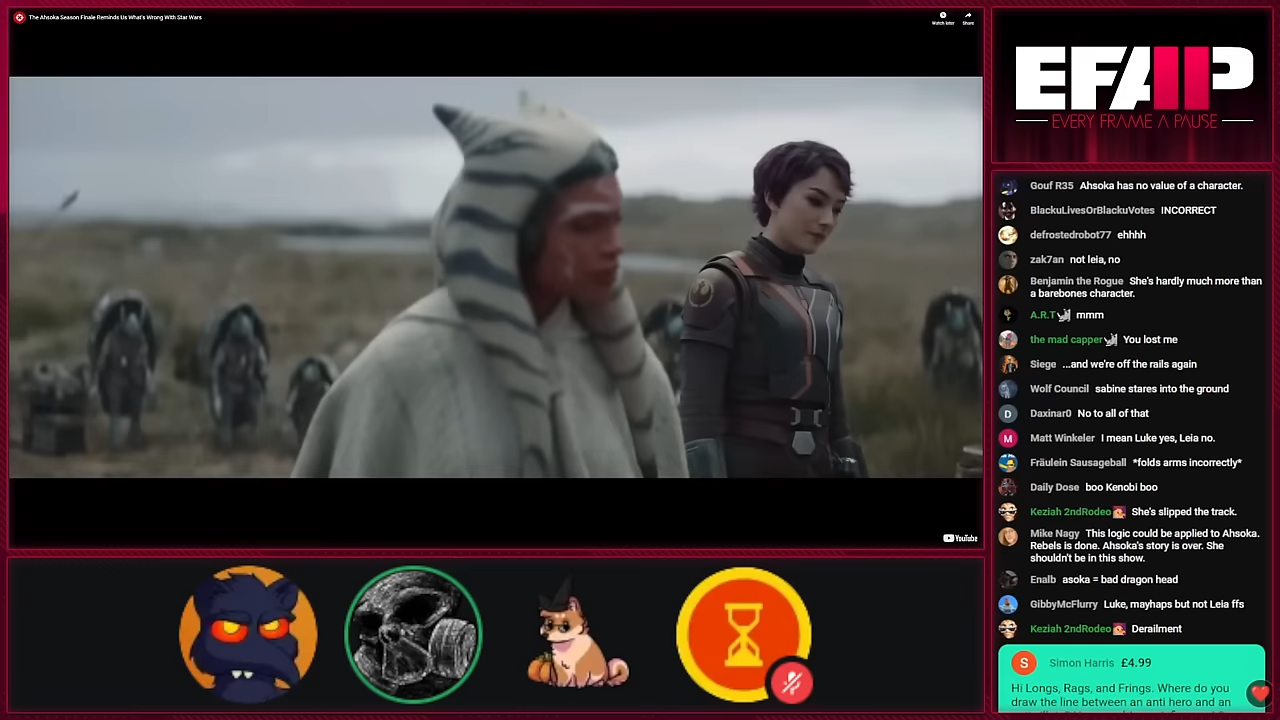 The Ahsoka Season Finale Reminds Us What's Wrong With Star Wars
Watch later
Share
YouTube
EFAP
EVERY FRAME A PAUSE
Gouf R35 Ahsoka has no value of a character.
BlackuLivesOrBlackuVotes INCORRECT
defrostedrobot77 ehhhh
zak7an not leia, no
Benjamin the Rogue She's hardly much more than
a barebones character.
A.R.T mmm
the mad capper You lost me
Siege ...and we're off the rails again
Wolf Council sabine stares into the ground
D
Daxinar0 No to all of that
M
Matt Winkeler I mean Luke yes, Leia no.
Fräulein Sausageball *folds arms incorrectly*
Daily Dose boo Kenobi boo
Keziah 2ndRodeo She's slipped the track.
Mike Nagy This logic could be applied to Ahsoka.
Rebels is done. Ahsoka's story is over. She
shouldn't be in this show.
Enalb asoka = bad dragon head
GibbyMcFlurry Luke, mayhaps but not Leia ffs
Keziah 2ndRodeo Derailment
S
Simon Harris £4.99
Hi Longs, Rags, and Frings. Where do you
draw the line between an anti hero and an